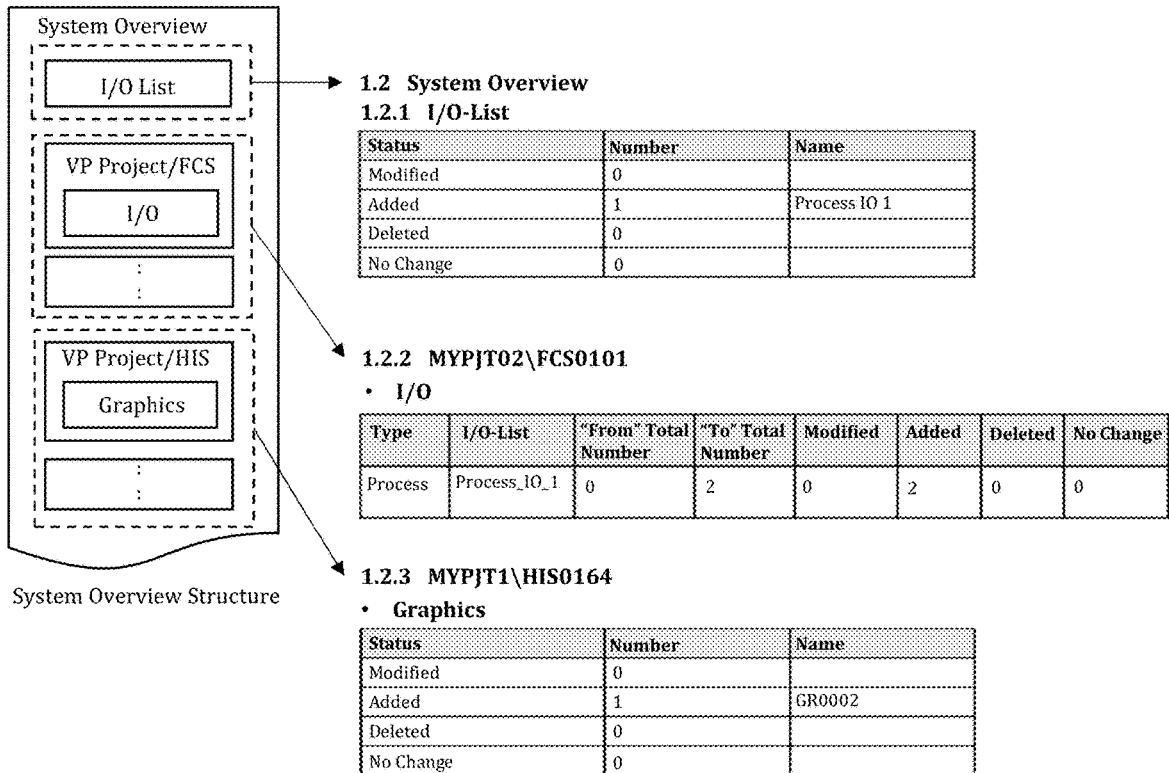 System Overview
I/O List
VP Project/FCS
I/O
:
:
VP Project/HIS
Graphics
:
:
System Overview Structure
1.2 System Overview
1.2.1 I/O-List
Status Number Name
Modified 0
Added 1 Process IO 1
Deleted 0
No Change 0
1.2.2 MYPJT02\FCS0101
• I/O
Type I/O-List "From" Total Number "To" Total Number Modified Added Deleted No Change
Process Process_IO_1 0 2 0 2 0 0
1.2.3 MYPJT1\HIS0164
• Graphics
Status Number Name
Modified 0
Added 1 GR0002
Deleted 0
No Change 0